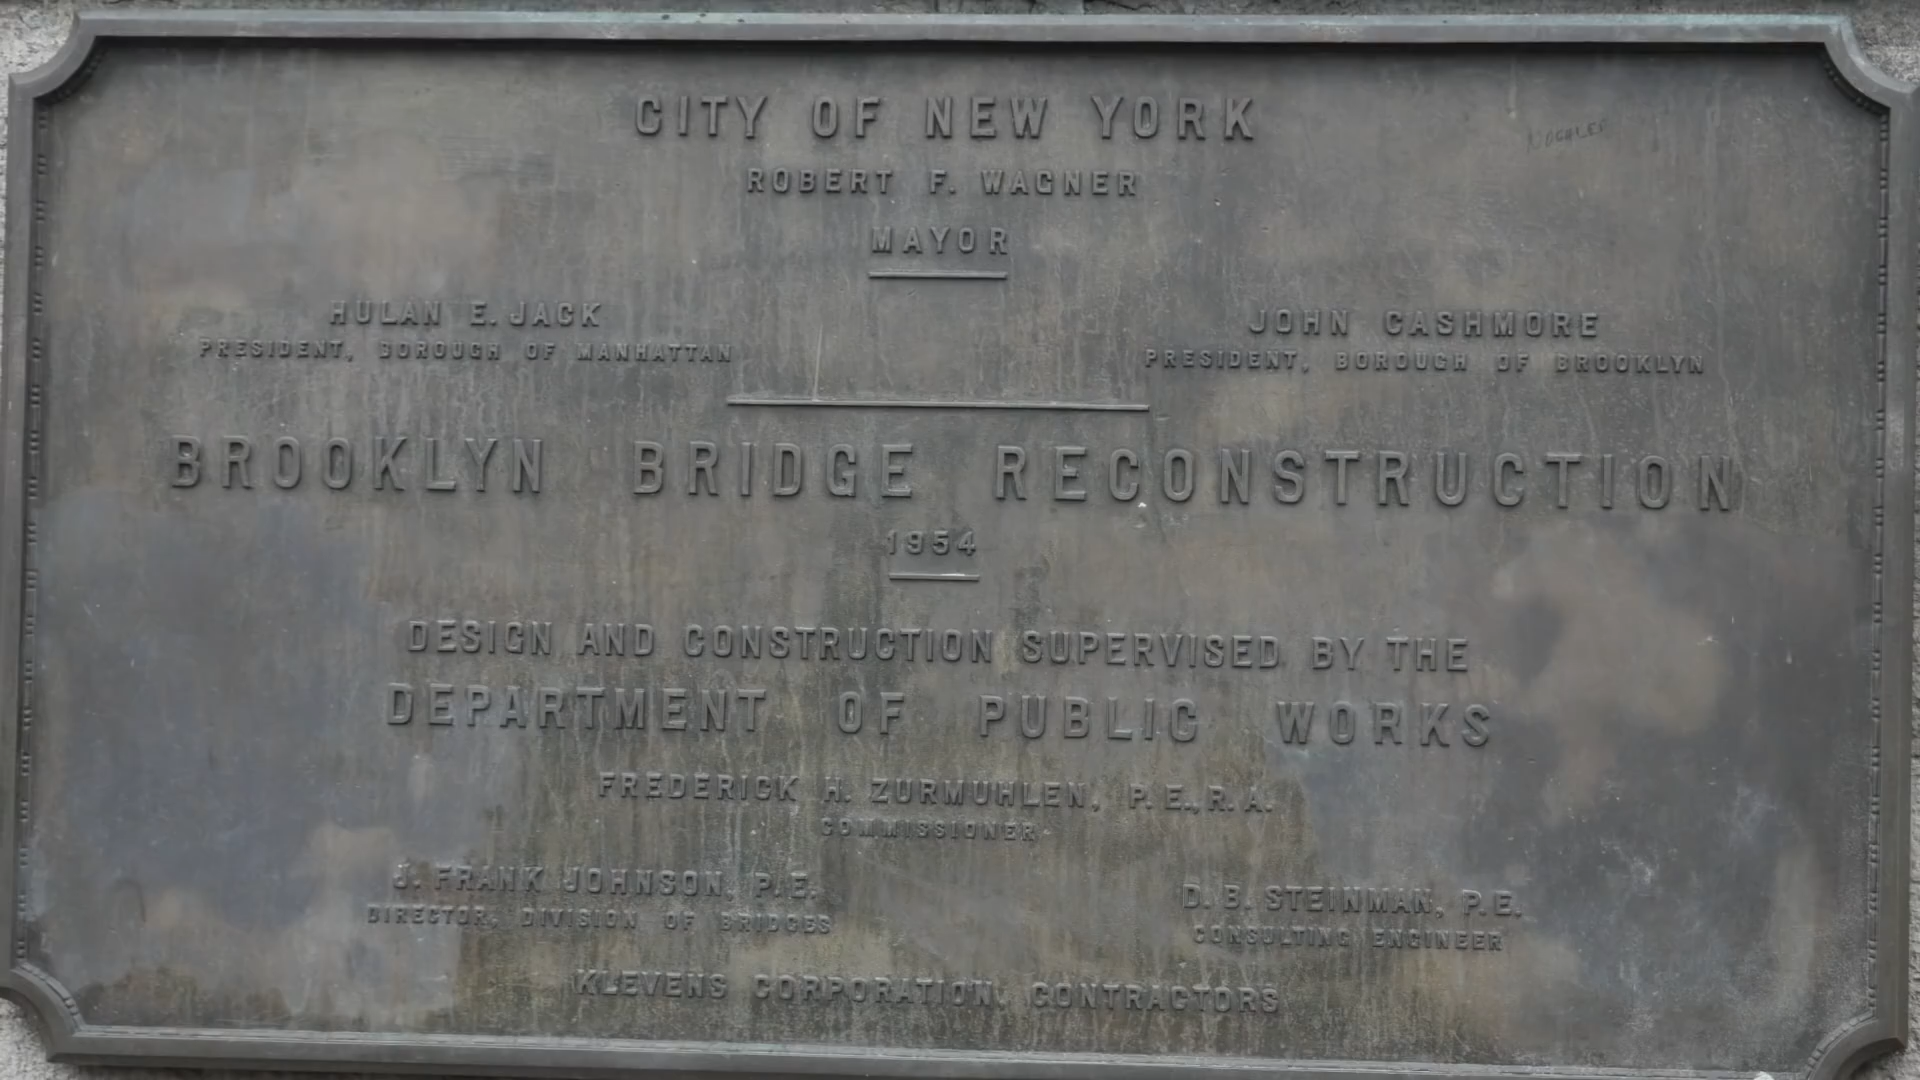 CITY OF NEW YORK
ROBERT F. WAGNER
MAYOR
HULAN E. JACK
PRESIDENT, BOROUGH OF MANHATTAN
JOHN CASHMORE
PRESIDENT, BOROUGH OF BROOKLYN
BROOKLYN BRIDGE RECONSTRUCTION
1954
DESIGN AND CONSTRUCTION SUPERVISED BY THE
DEPARTMENT OF PUBLIC WORKS
FREDERICK H. ZURMUHLEN, P.E., R.A.
COMMISSIONER
J. FRANK JOHNSON, P.E.
DIRECTOR, DIVISION OF BRIDGES
D. B. STEINMAN, P.E.
CONSULTING ENGINEER
KLEVENS CORPORATION, CONTRACTORS